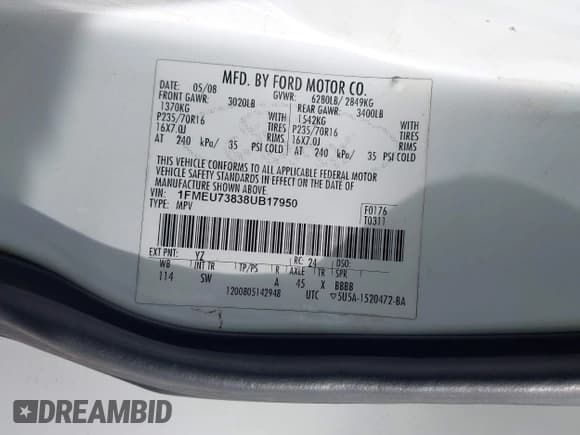 MFD. BY FORD MOTOR CO.
DATE: 05/08 GVWR: 6280LB/ 2849KG
FRONT GAWR: 3020LB REAR GAWR: 3400LB
1370KG WITH 1542KG WITH
P235/70R16 TIRES P235/70R16 TIRES
16X7.0J RIMS 16X7.0J RIMS
AT 240 kPa/ 35 PSI COLD AT 240 kPa/ 35 PSI COLD
THIS VEHICLE CONFORMS TO ALL APPLICABLE FEDERAL MOTOR
VEHICLE SAFETY STANDARDS IN EFFECT ON THE DATE OF
MANUFACTURE SHOWN ABOVE.
VIN: 1FMEU73838UB17950 F0176
TYPE: MPV T0311
EXT PNT: YZ RC: 24 DSO:
WB INT TR TP/PS R AXLE TR SPR
114 SW A 45 X BBBB
1200805142948 UTC ▽5U5A-1520472-BA
DREAMBID